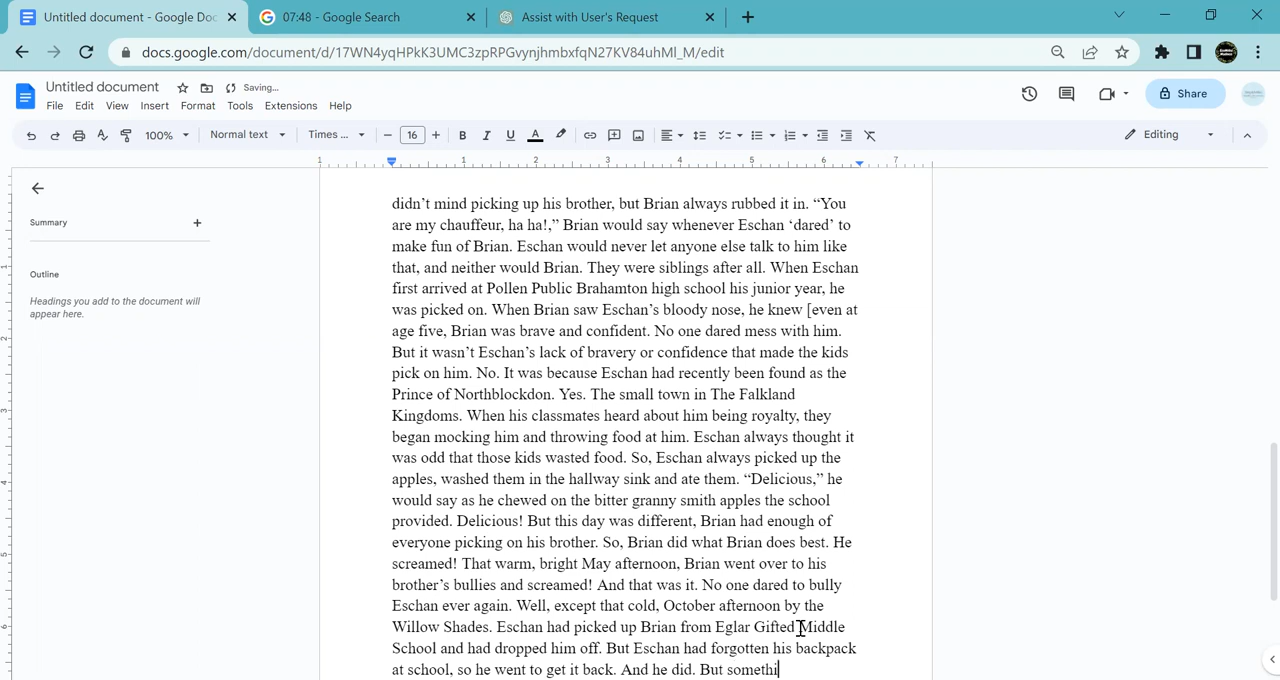 Untitled document - Google Doc
07:48 - Google Search
Assist with User's Request
docs.google.com/document/d/17WN4yqHPkK3UMC3zpRPGvynjhmbxfqN27KV84uhMl_M/edit
Untitled document
Saving...
File Edit View Insert Format Tools Extensions Help
Share
100% Normal text Times ... 16 Editing
1 1 2 3 4 5 6 7
Summary
Outline
Headings you add to the document will
appear here.
1
2
3
4
5
6
didn’t mind picking up his brother, but Brian always rubbed it in. “You
are my chauffeur, ha ha!,” Brian would say whenever Eschan ‘dared’ to
make fun of Brian. Eschan would never let anyone else talk to him like
that, and neither would Brian. They were siblings after all. When Eschan
first arrived at Pollen Public Brahamton high school his junior year, he
was picked on. When Brian saw Eschan’s bloody nose, he knew [even at
age five, Brian was brave and confident. No one dared mess with him.
But it wasn’t Eschan’s lack of bravery or confidence that made the kids
pick on him. No. It was because Eschan had recently been found as the
Prince of Northblockdon. Yes. The small town in The Falkland
Kingdoms. When his classmates heard about him being royalty, they
began mocking him and throwing food at him. Eschan always thought it
was odd that those kids wasted food. So, Eschan always picked up the
apples, washed them in the hallway sink and ate them. “Delicious,” he
would say as he chewed on the bitter granny smith apples the school
provided. Delicious! But this day was different, Brian had enough of
everyone picking on his brother. So, Brian did what Brian does best. He
screamed! That warm, bright May afternoon, Brian went over to his
brother’s bullies and screamed! And that was it. No one dared to bully
Eschan ever again. Well, except that cold, October afternoon by the
Willow Shades. Eschan had picked up Brian from Eglar Gifted Middle
School and had dropped him off. But Eschan had forgotten his backpack
at school, so he went to get it back. And he did. But somethi